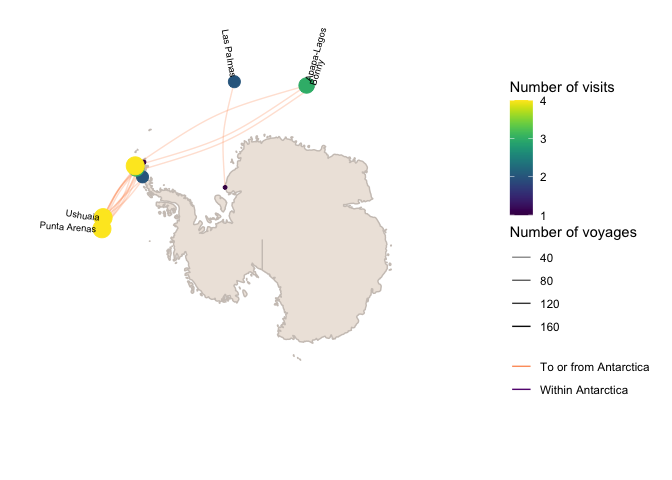 Las Palmas
Apapa-Lagos
Bonny
Ushuaia
Punta Arenas
Number of visits
4
3
2
1
Number of voyages
40
80
120
160
To or from Antarctica
Within Antarctica